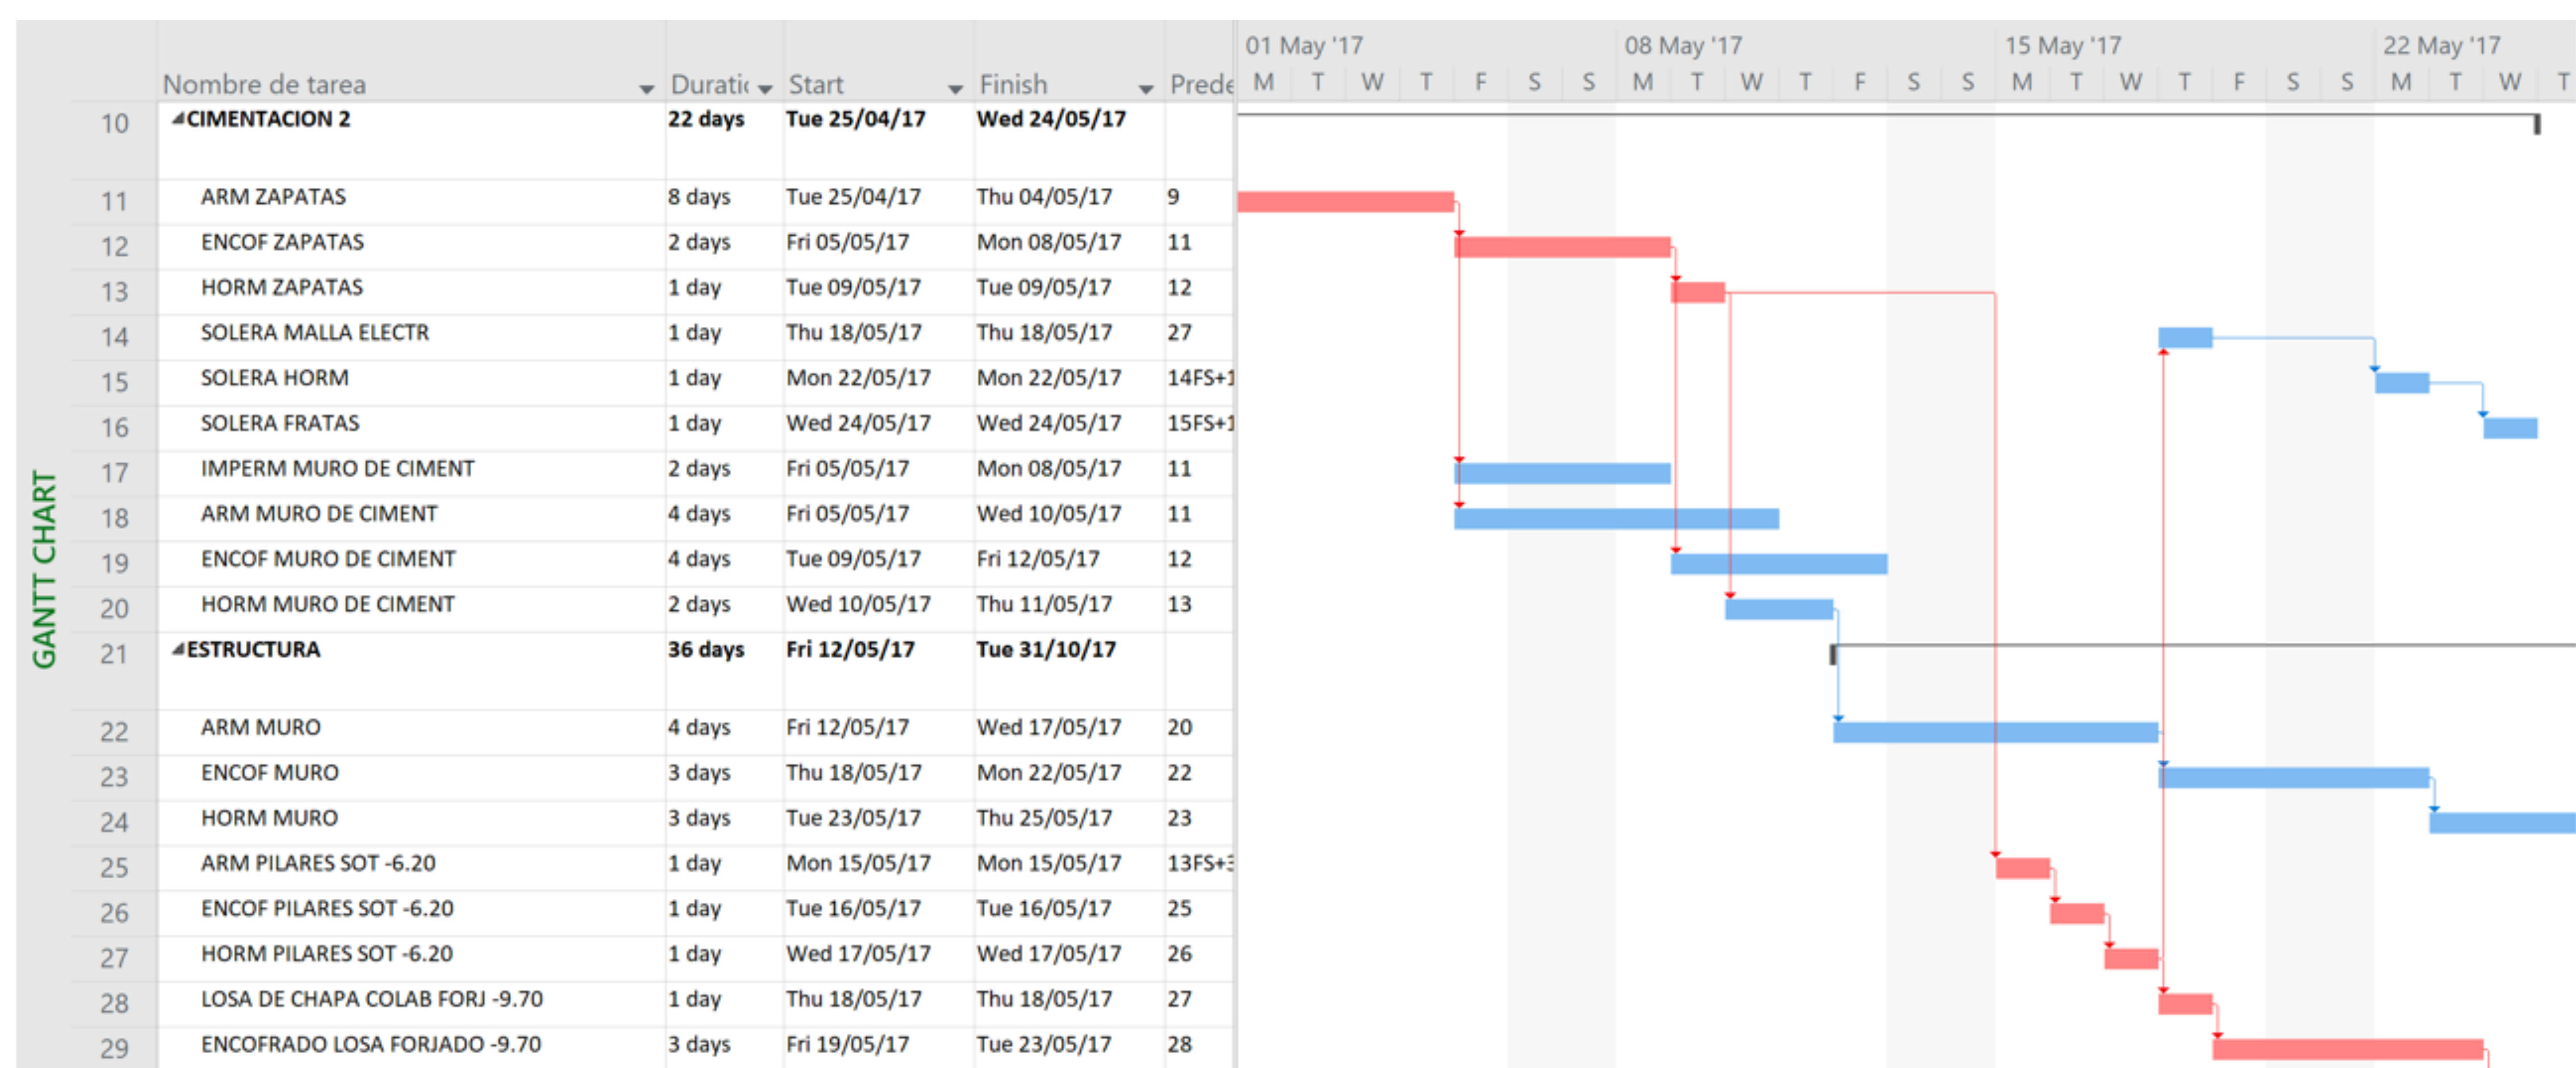 01 May '17 08 May '17 15 May '17 22 May '17
Nombre de tarea Duratic Start Finish Prede M T W T F S S M T W T F S S M T W T F S S M T W T
10 CIMENTACION 2 22 days Tue 25/04/17 Wed 24/05/17
11 ARM ZAPATAS 8 days Tue 25/04/17 Thu 04/05/17 9
12 ENCOF ZAPATAS 2 days Fri 05/05/17 Mon 08/05/17 11
13 HORM ZAPATAS 1 day Tue 09/05/17 Tue 09/05/17 12
14 SOLERA MALLA ELECTR 1 day Thu 18/05/17 Thu 18/05/17 27
15 SOLERA HORM 1 day Mon 22/05/17 Mon 22/05/17 14FS+1
16 SOLERA FRATAS 1 day Wed 24/05/17 Wed 24/05/17 15FS+1
17 IMPERM MURO DE CIMENT 2 days Fri 05/05/17 Mon 08/05/17 11
18 ARM MURO DE CIMENT 4 days Fri 05/05/17 Wed 10/05/17 11
19 ENCOF MURO DE CIMENT 4 days Tue 09/05/17 Fri 12/05/17 12
20 HORM MURO DE CIMENT 2 days Wed 10/05/17 Thu 11/05/17 13
21 ESTRUCTURA 36 days Fri 12/05/17 Tue 31/10/17
22 ARM MURO 4 days Fri 12/05/17 Wed 17/05/17 20
23 ENCOF MURO 3 days Thu 18/05/17 Mon 22/05/17 22
24 HORM MURO 3 days Tue 23/05/17 Thu 25/05/17 23
25 ARM PILARES SOT -6.20 1 day Mon 15/05/17 Mon 15/05/17 13FS+3
26 ENCOF PILARES SOT -6.20 1 day Tue 16/05/17 Tue 16/05/17 25
27 HORM PILARES SOT -6.20 1 day Wed 17/05/17 Wed 17/05/17 26
28 LOSA DE CHAPA COLAB FORJ -9.70 1 day Thu 18/05/17 Thu 18/05/17 27
29 ENCOFRADO LOSA FORJADO -9.70 3 days Fri 19/05/17 Tue 23/05/17 28
GANTT CHART